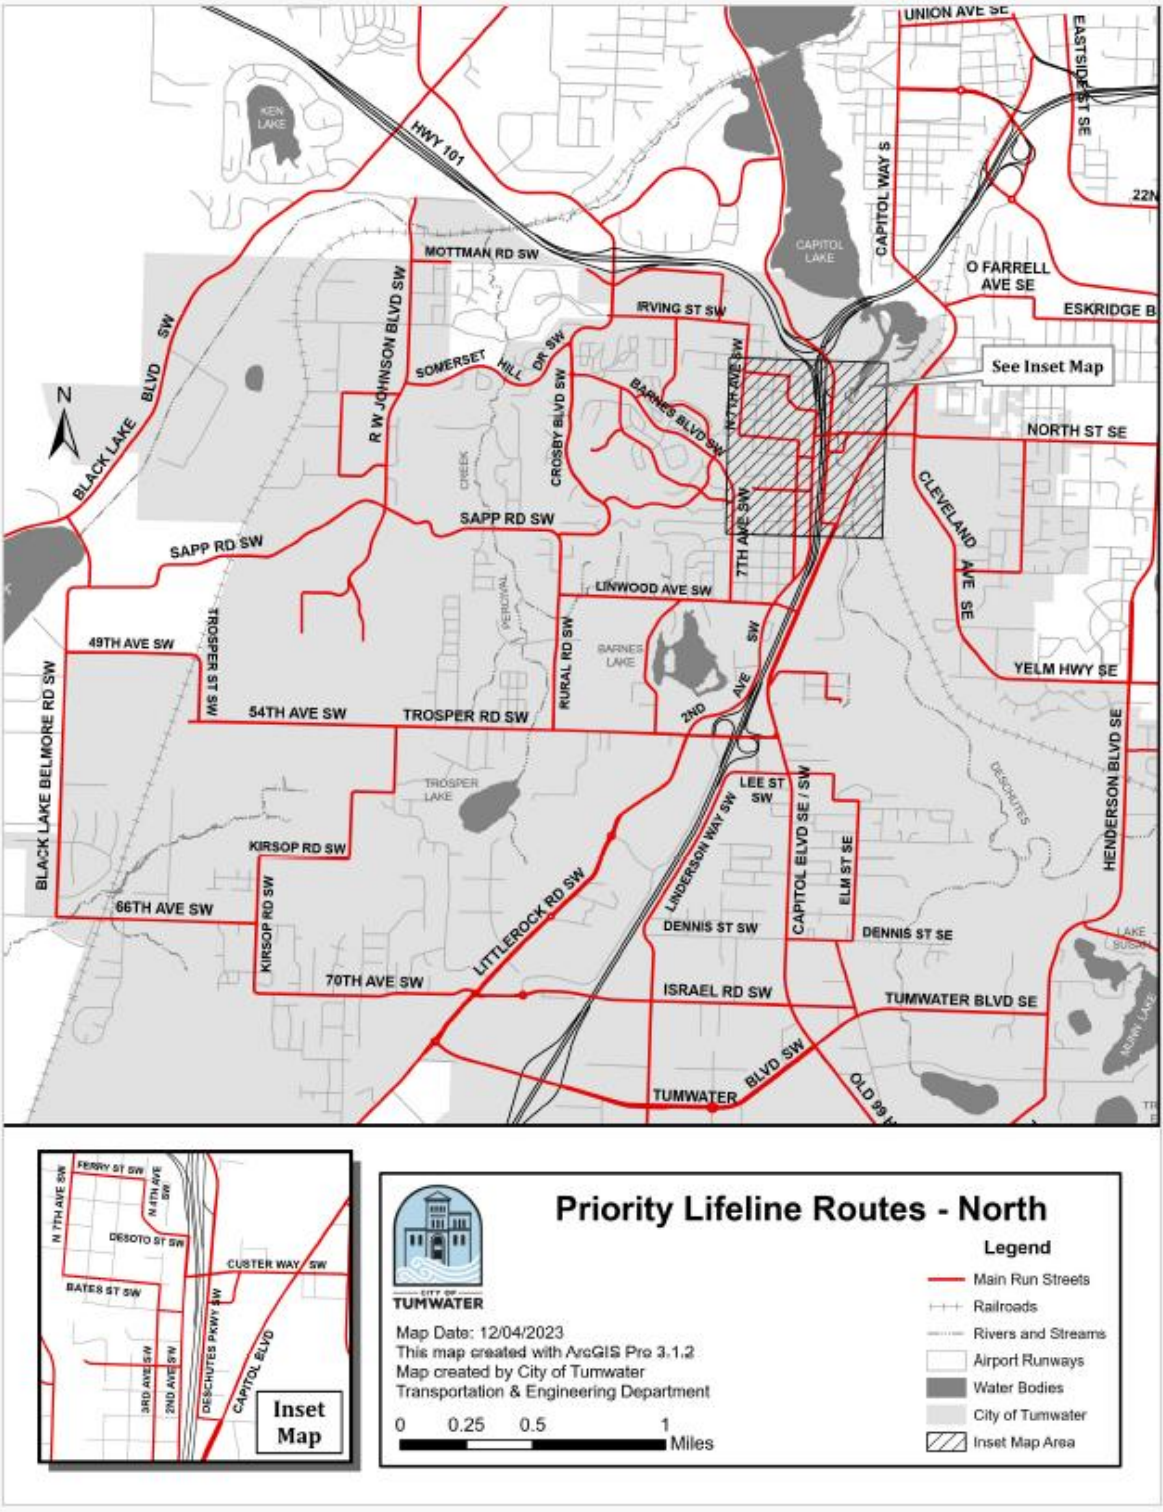 UNION AVE SE
EASTSIDE ST SE
KEN
LAKE
HWY 101
CAPITOL WAY S
22N
MOTTMAN RD SW
CAPITOL
LAKE
O FARRELL
AVE SE
ESKRIDGE B
IRVING ST SW
R W JOHNSON BLVD SW
SOMERSET HILL DR SW
BLACK LAKE BLVD SW
N
See Inset Map
N 7TH AVE SW
BARNES BLVD SW
CROSBY BLVD SW
NORTH ST SE
CREEK
CLEVELAND AVE SE
SAPP RD SW
SAPP RD SW
7TH AVE SW
LINWOOD AVE SW
PERCIVAL
49TH AVE SW
TROSPER ST SW
RURAL RD SW
BARNES
LAKE
2ND AVE SW
YELM HWY SE
BLACK LAKE BELMORE RD SW
54TH AVE SW
TROSPER RD SW
HENDERSON BLVD SE
TROSPER
LAKE
LEE ST
SW
DESCHUTES
LINDERSON WAY SW
CAPITOL BLVD SE / SW
ELM ST SE
KIRSOP RD SW
KIRSOP RD SW
66TH AVE SW
LITTLEROCK RD SW
DENNIS ST SW
DENNIS ST SE
LAKE
SUSAN
70TH AVE SW
ISRAEL RD SW
TUMWATER BLVD SE
MUNN LAKE
TUMWATER BLVD SW
OLD 99 H
TR
FERRY ST SW
N 4TH AVE
SW
N 7TH AVE SW
DESOTO ST SW
CUSTER WAY SW
BATES ST SW
3RD AVE SW
2ND AVE SW
DESCHUTES PKWY SW
CAPITOL BLVD
Inset
Map
CITY OF
TUMWATER
Priority Lifeline Routes - North
Legend
Main Run Streets
Railroads
Rivers and Streams
Airport Runways
Water Bodies
City of Tumwater
Inset Map Area
Map Date: 12/04/2023
This map created with ArcGIS Pro 3.1.2
Map created by City of Tumwater
Transportation & Engineering Department
0 0.25 0.5 1
Miles